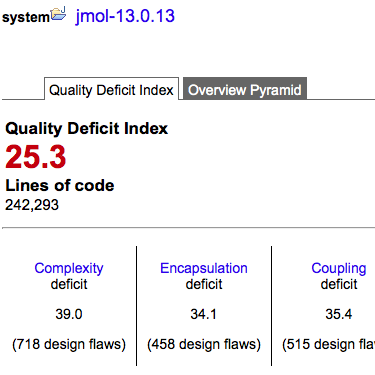 system jmol-13.0.13
Quality Deficit Index Overview Pyramid
Quality Deficit Index
25.3
Lines of code
242,293
Complexity Encapsulation Coupling
deficit deficit deficit
39.0 34.1 35.4
(718 design flaws) (458 design flaws) (515 design